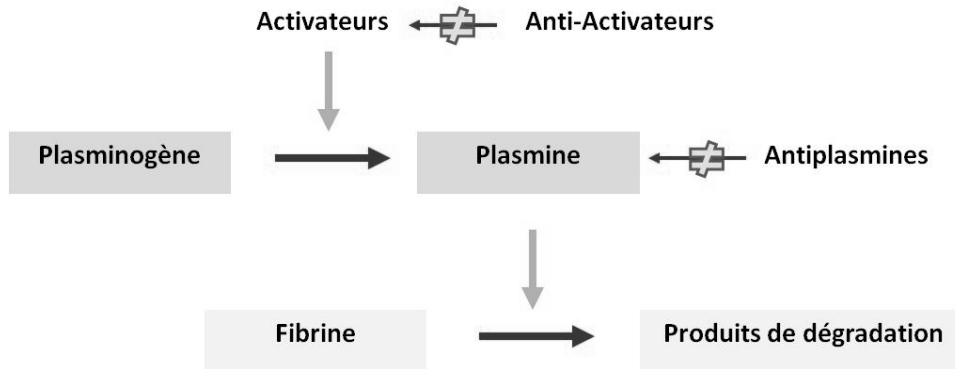 Activateurs Anti-Activateurs
Plasminogène Plasmine Antiplasmines
Fibrine Produits de dégradation